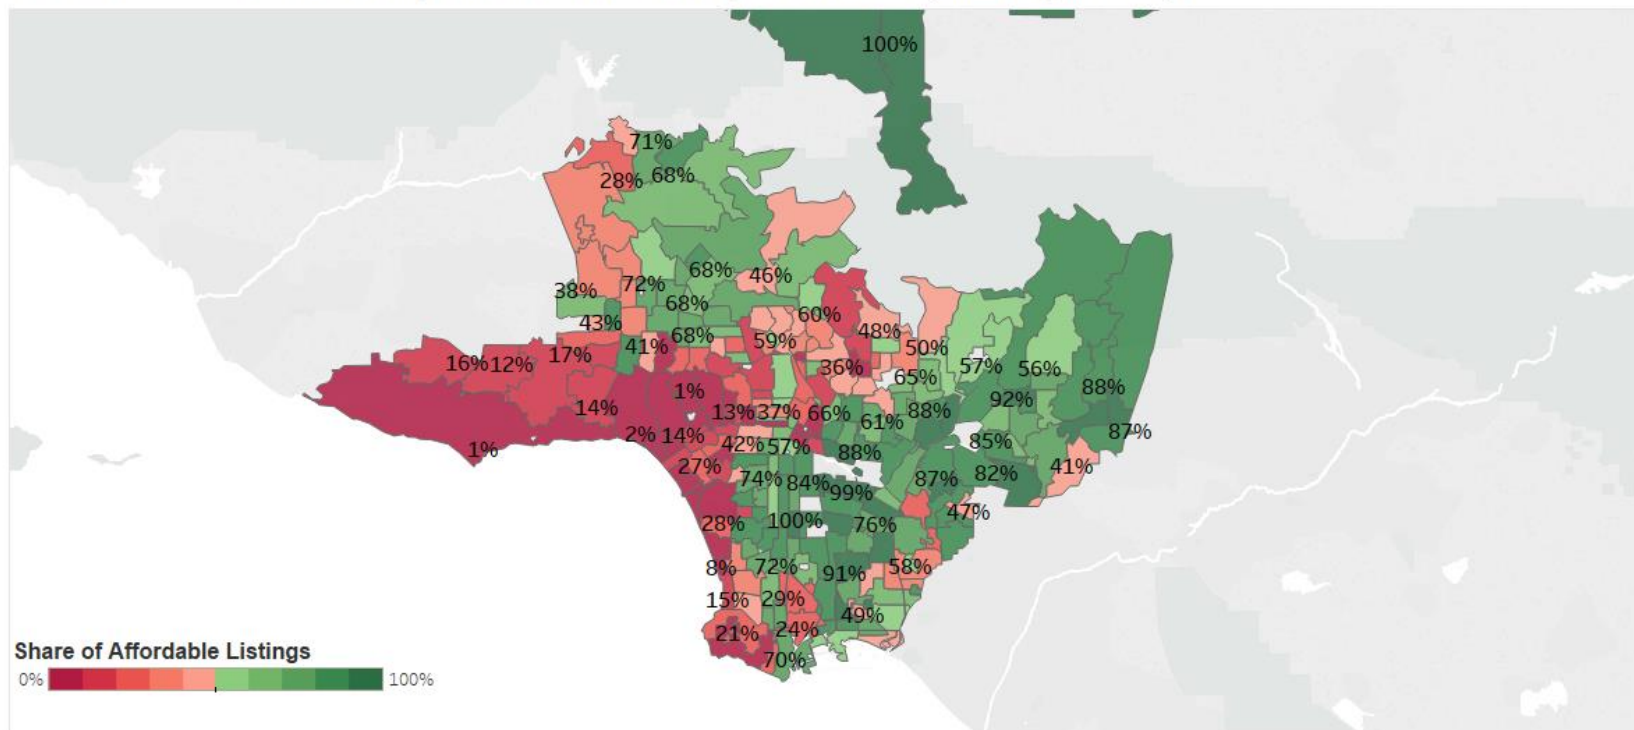 100%
71%
28% 68%
68% 46%
38% 72%
68% 60%
43% 48%
68% 59%
41% 50%
17% 36% 57% 56%
16% 12% 65%
1% 88%
92%
14% 13% 37% 66% 61% 88%
2% 14% 42% 57% 85% 87%
1% 88%
27% 41%
74% 84% 87% 82%
99%
28% 100% 76% 47%
8% 72% 91% 58%
15% 29% 49%
21% 24%
70%
Share of Affordable Listings
0% 100%